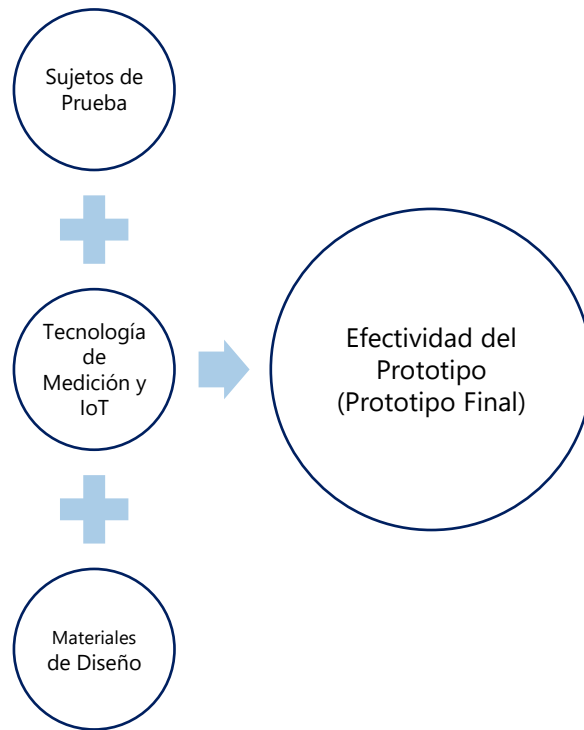 Sujetos de
Prueba
Tecnología
de
Medición y
IoT
Efectividad del
Prototipo
(Prototipo Final)
Materiales
de Diseño